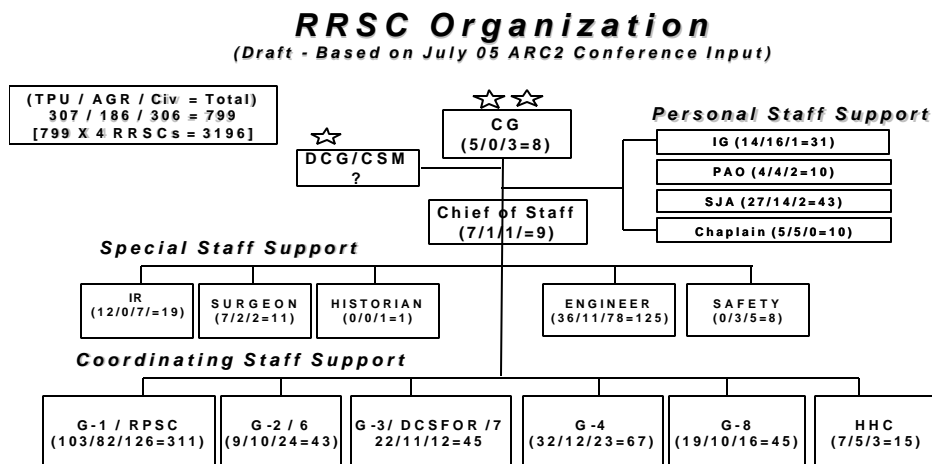 RRSC Organization
(Draft - Based on July 05 ARC2 Conference Input)
(TPU / AGR / Civ = Total)
307 / 186 / 306 = 799
[799 X 4 RRSCs = 3196]
CG
(5/0/3=8)
DCG/CSM
?
Personal Staff Support
IG (14/16/1=31)
PAO (4/4/2=10)
SJA (27/14/2=43)
Chaplain (5/5/0=10)
Chief of Staff
(7/1/1/=9)
Special Staff Support
IR
(12/0/7/=19)
SURGEON
(7/2/2=11)
HISTORIAN
(0/0/1=1)
ENGINEER
(36/11/78=125)
SAFETY
(0/3/5=8)
Coordinating Staff Support
G-1 / RPSC
(103/82/126=311)
G-2 / 6
(9/10/24=43)
G-3/ DCSFOR /7
22/11/12=45
G-4
(32/12/23=67)
G-8
(19/10/16=45)
HHC
(7/5/3=15)